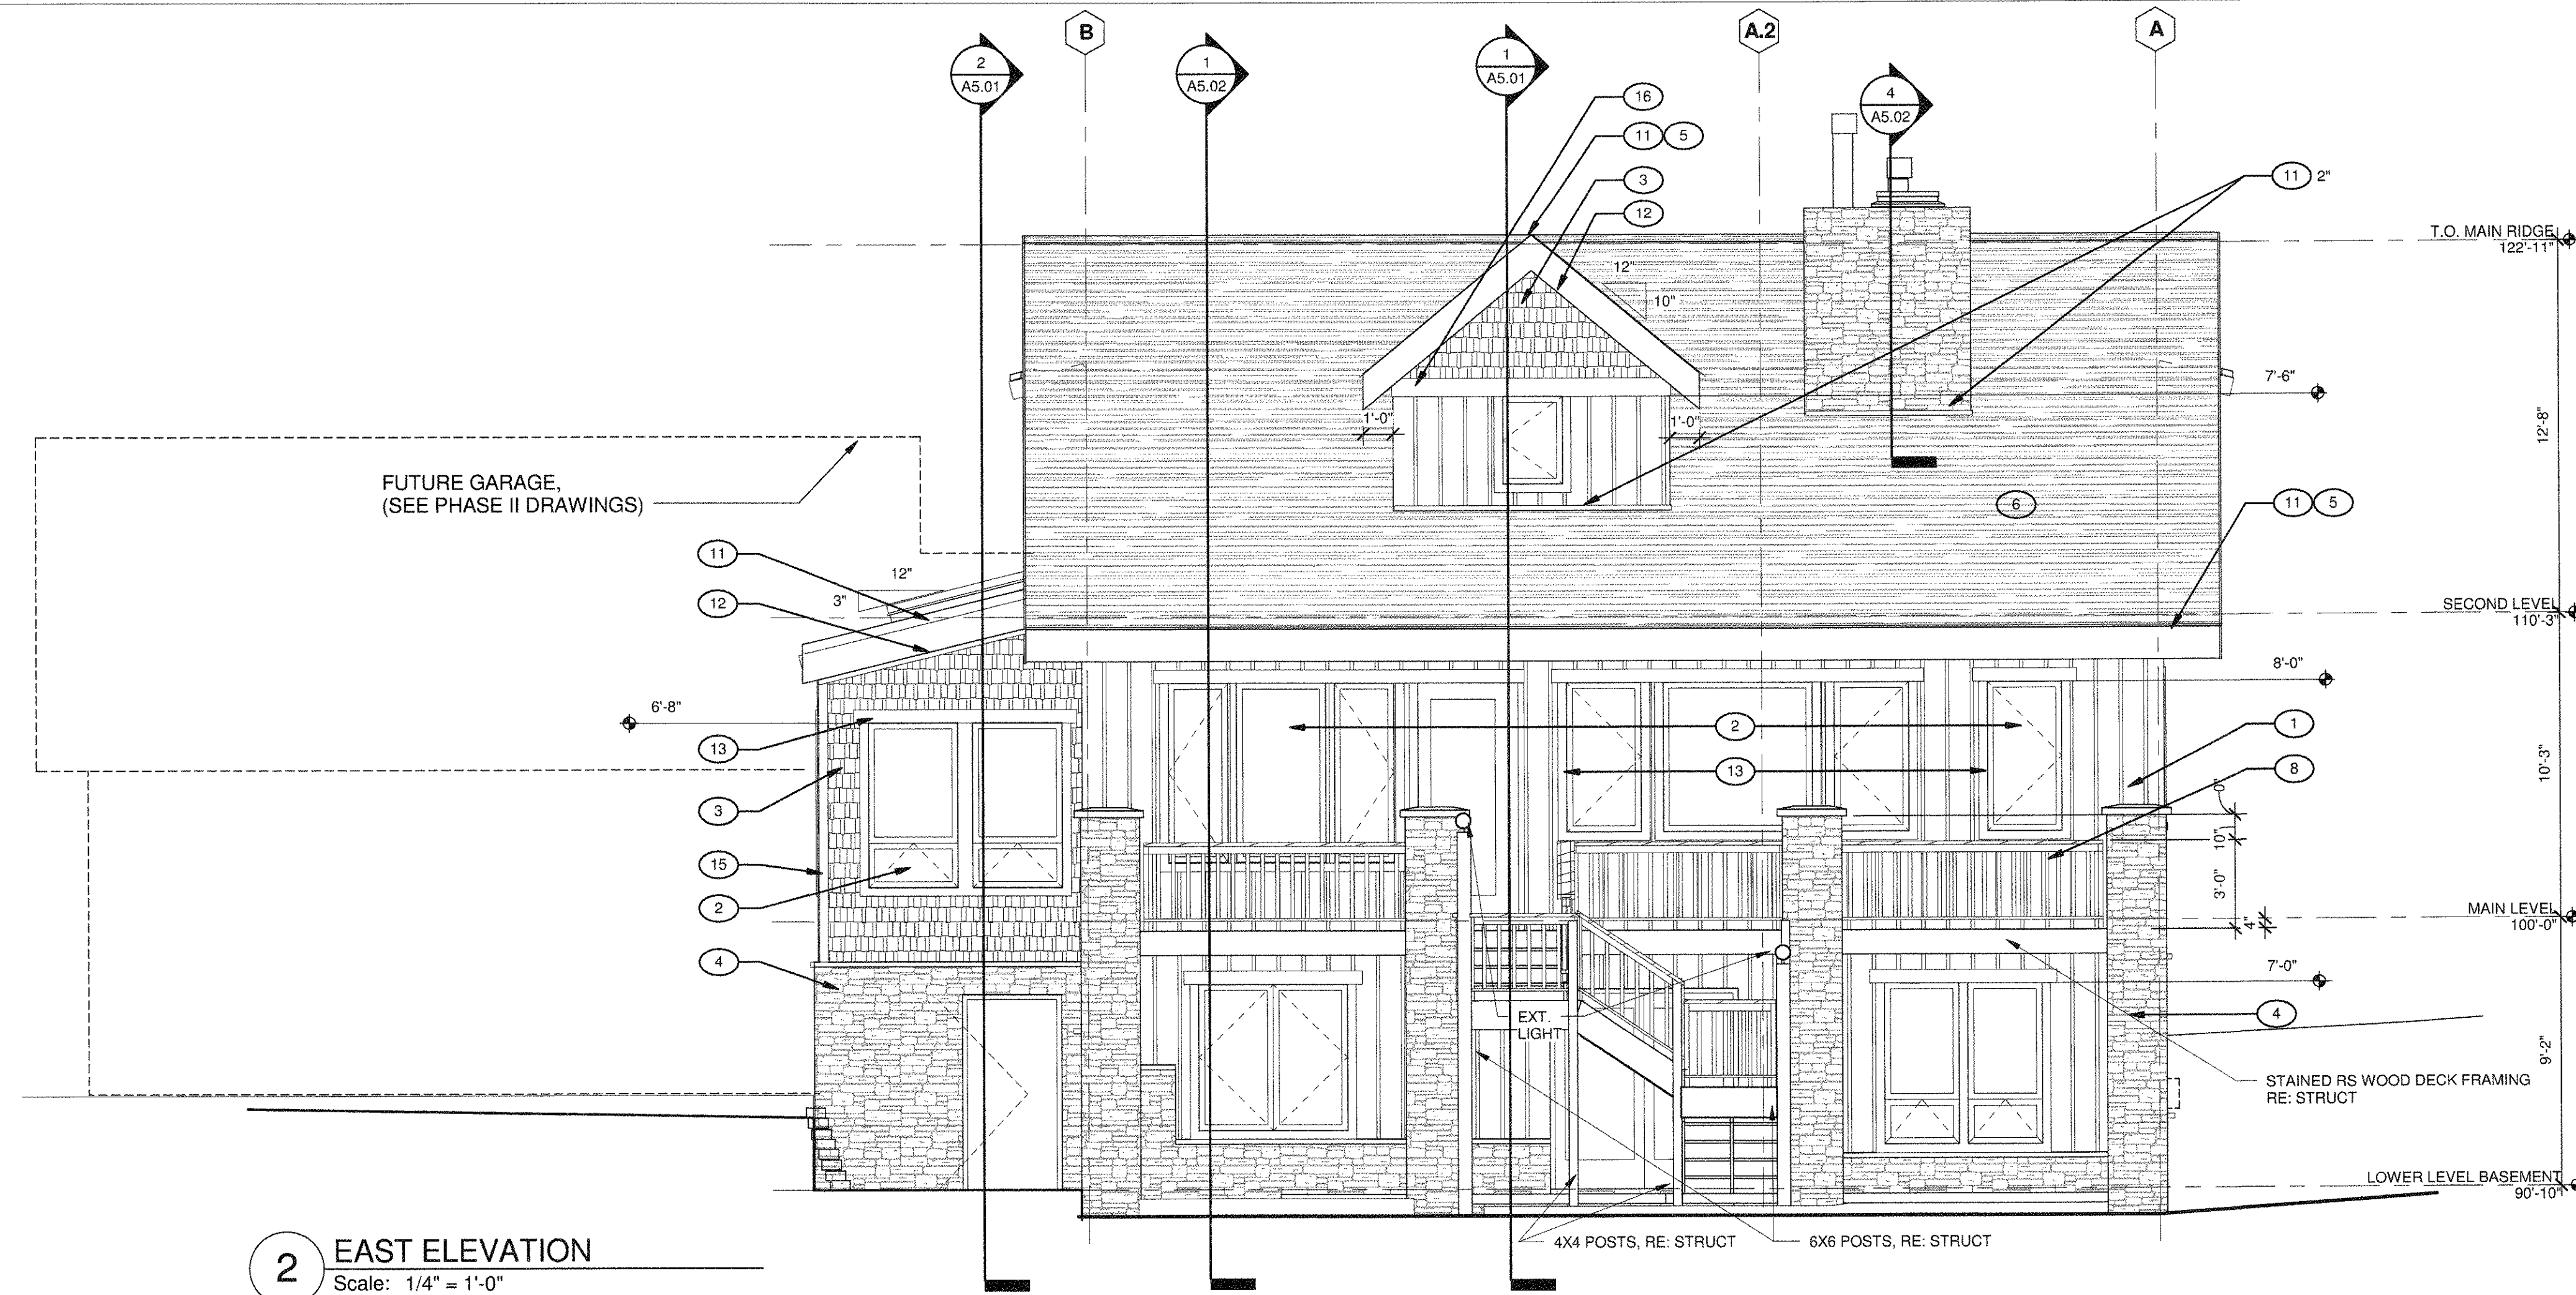 B
A.2
A
2
A5.01
1
A5.02
1
A5.01
4
A5.02
16
11 5
3
12
11 2"
T.O. MAIN RIDGE
122'-11"
12"
10"
7'-6"
1'-0"
1'-0"
12'-8"
FUTURE GARAGE,
(SEE PHASE II DRAWINGS)
6
11 5
11
12"
3"
12
SECOND LEVEL
110'-3"
8'-0"
6'-8"
2
1
13
13
8
10'-3"
3
0"
10"
15
3'-0"
2
MAIN LEVEL
100'-0"
4"
4
7'-0"
EXT.
LIGHT
4
9'-2"
STAINED RS WOOD DECK FRAMING
RE: STRUCT
LOWER LEVEL BASEMENT
90'-10"
4X4 POSTS, RE: STRUCT
6X6 POSTS, RE: STRUCT
2
EAST ELEVATION
Scale: 1/4" = 1'-0"